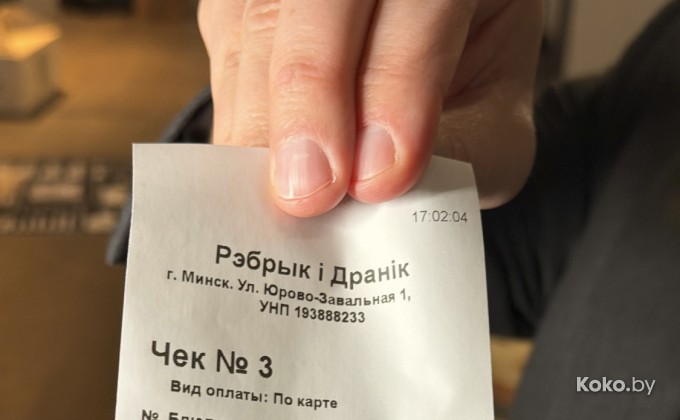 17:02:04
Рэбрык і Дранік
г. Минск. Ул. Юрово-Завальная 1,
УНП 193888233
Чек № 3
Вид оплаты: По карте
№
Koko.by